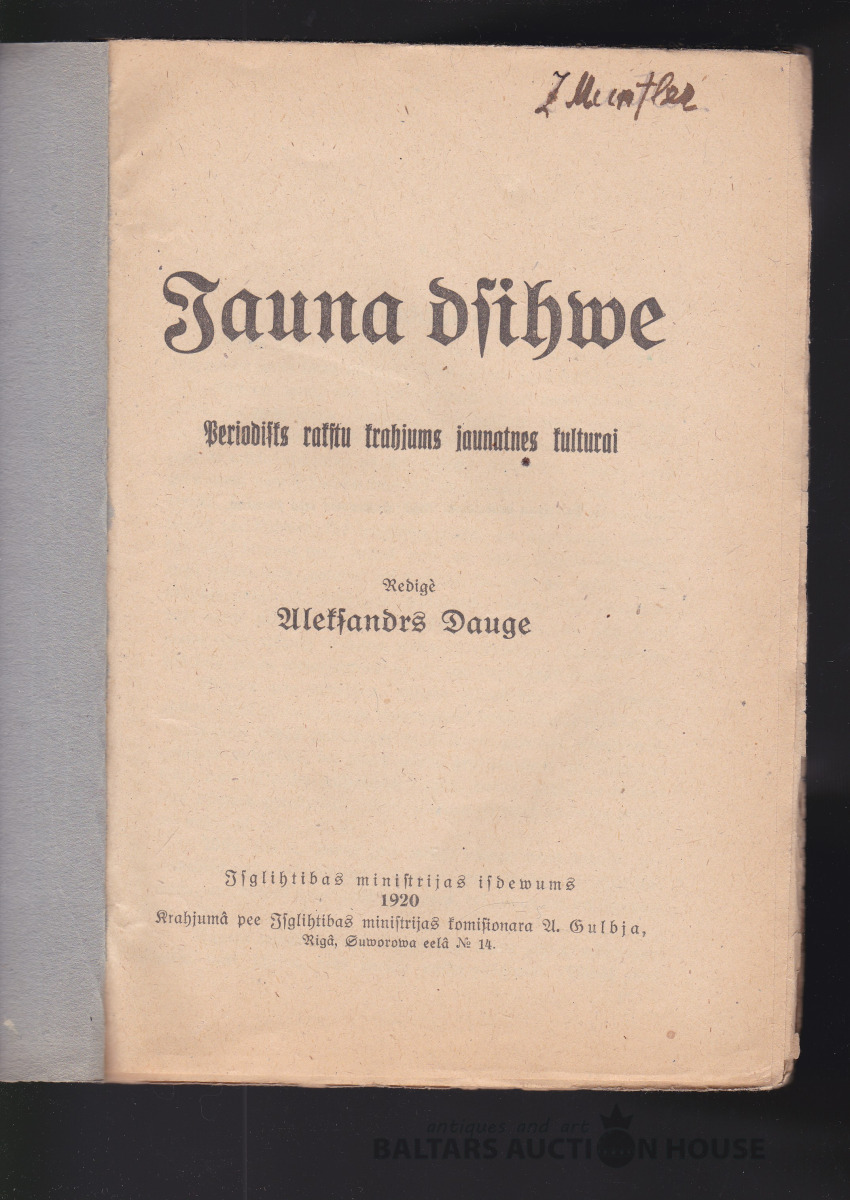 Jauna dſihwe
Periodiſks rakſtu krahjums jaunatnes kulturai
Redigè
Alekſandrs Dauge
Iſglihtibas miniſtrijas iſdewums
1920
Krahjumâ pee Iſglihtibas miniſtrijas komiſionara A. Gulbja,
Rigâ, Suworowa eelâ № 14.
antiques and art
BALTARS AUCTION HOUSE